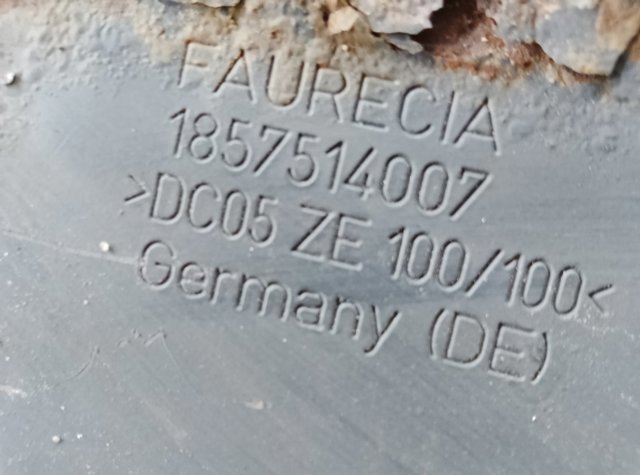 FAURECIA
1857514007
>DC05 ZE 100/100<
Germany (DE)